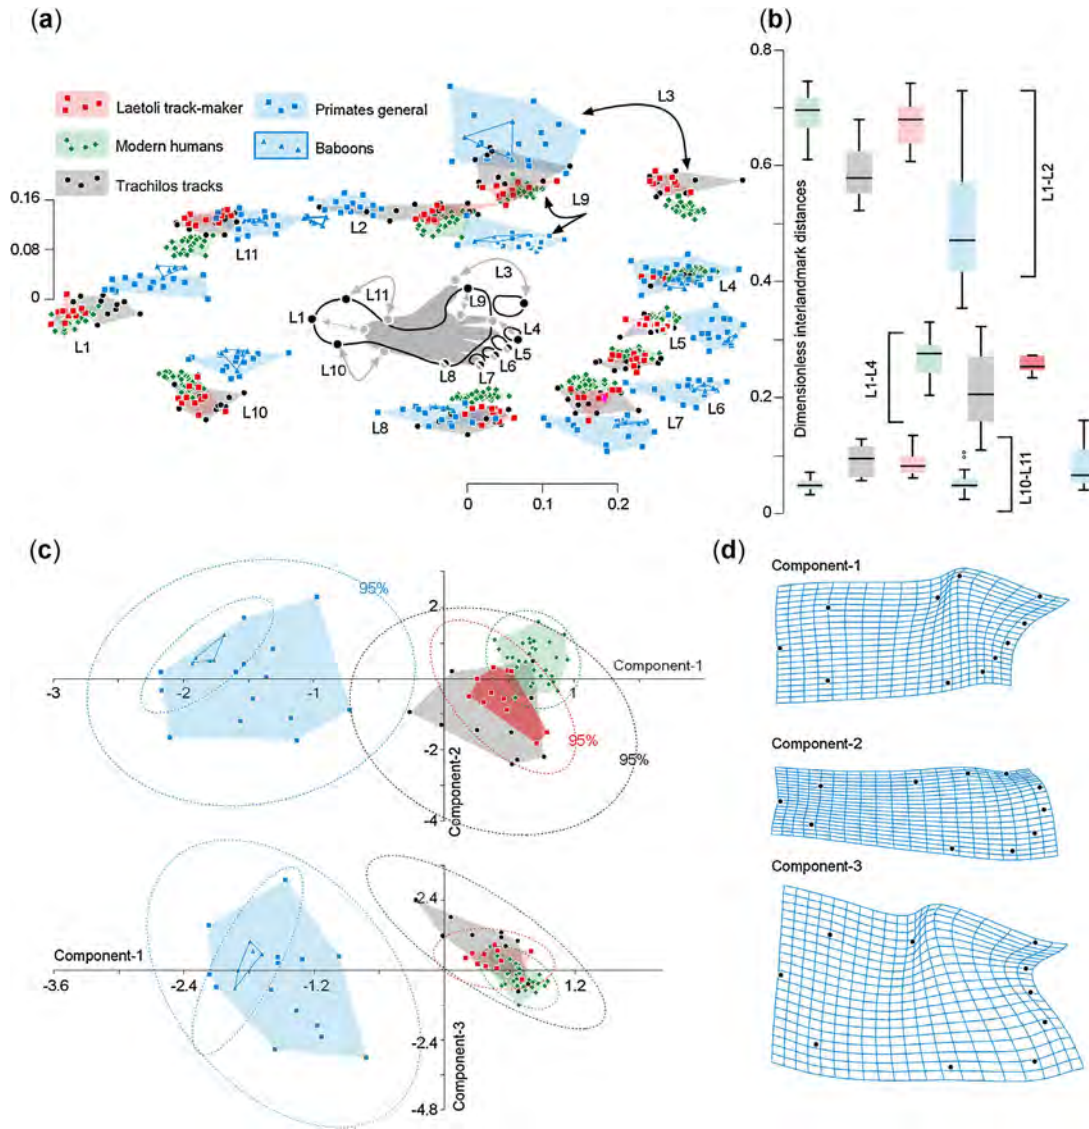 (a)
Laetoli track-maker
Primates general
Modern humans
Baboons
Trachilos tracks
L3
L9
0.16
0.08
0
L11
L2
L1
L10
L8
L4
L5
L6
L7
L11
L3
L9
L1
L4
L5
L6
L7
L8
L10
0
0.1
0.2
(b)
0.8
0.6
0.4
0.2
0
Dimensionless interlandmark distances
L1-L2
L1-L4
L10-L11
(c)
95%
95%
95%
2
-2
-4
-3
-2
-1
1
Component-1
Component-2
2.4
-2.4
-4.8
-3.6
-2.4
-1.2
1.2
Component-1
Component-3
(d)
Component-1
Component-2
Component-3